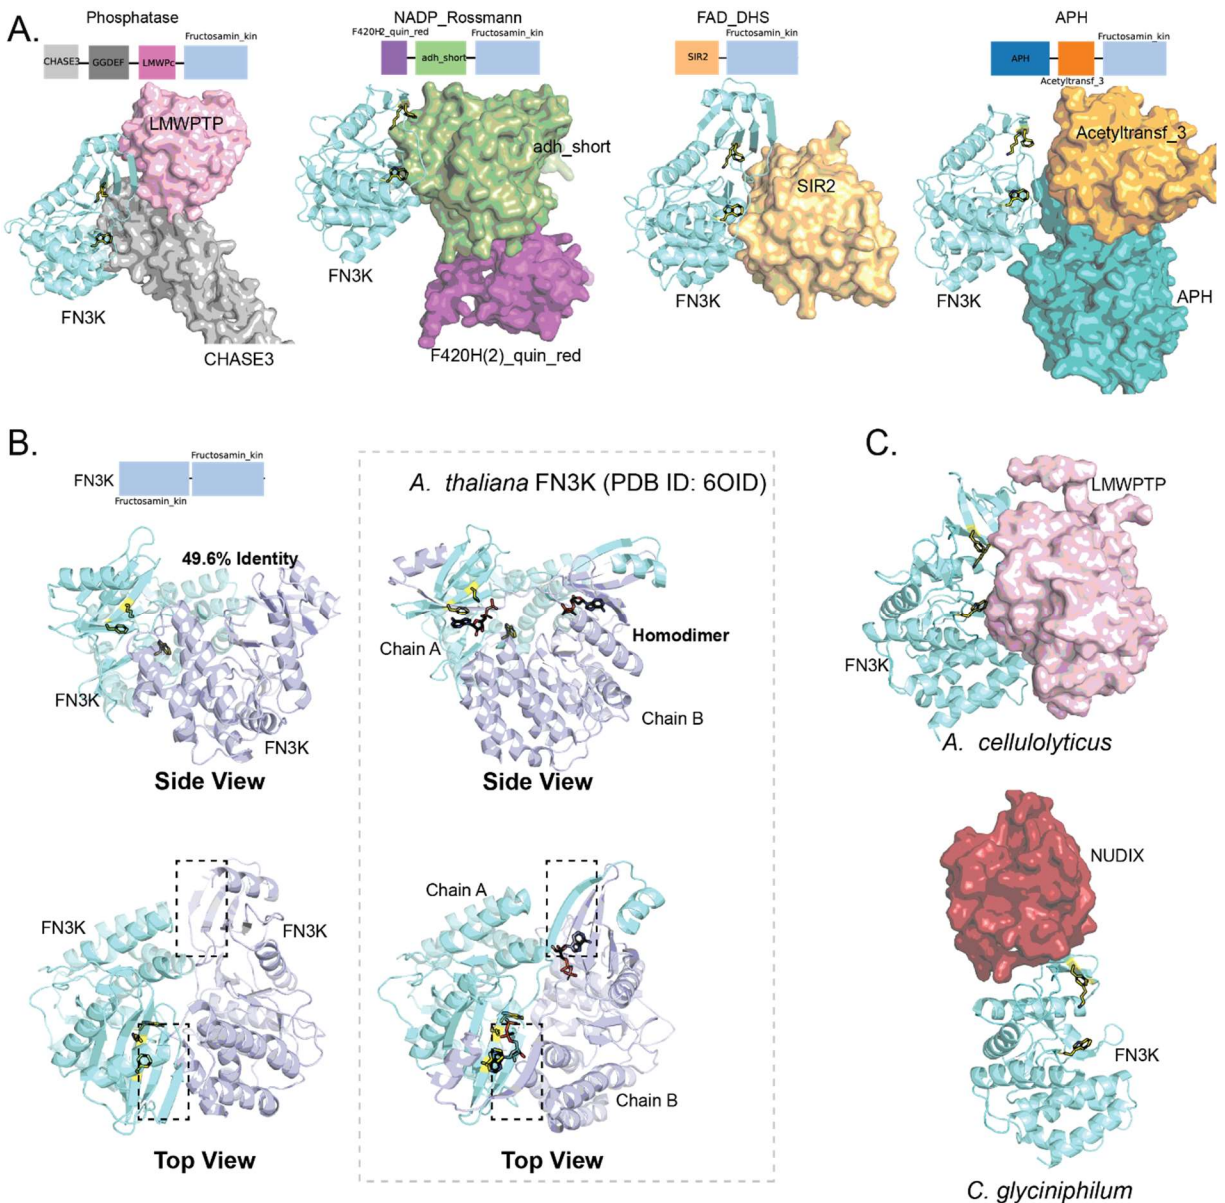 A.
Phosphatase
CHASE3
GGDEF
LMWPc
Fructosamin_kin
LMWPTP
FN3K
CHASE3
NADP_Rossmann
F420H2_quin_red
adh_short
Fructosamin_kin
adh_short
FN3K
F420H(2)_quin_red
FAD_DHS
SIR2
Fructosamin_kin
SIR2
FN3K
APH
APH
Acetyltransf_3
Fructosamin_kin
Acetyltransf_3
FN3K
APH
B.
FN3K
Fructosamin_kin
Fructosamin_kin
49.6% Identity
FN3K
FN3K
Side View
FN3K
FN3K
Top View
A. thaliana FN3K (PDB ID: 6OID)
Chain A
Homodimer
Chain B
Side View
Chain A
Chain B
Top View
C.
LMWPTP
FN3K
A. cellulolyticus
NUDIX
FN3K
C. glyciniphilum